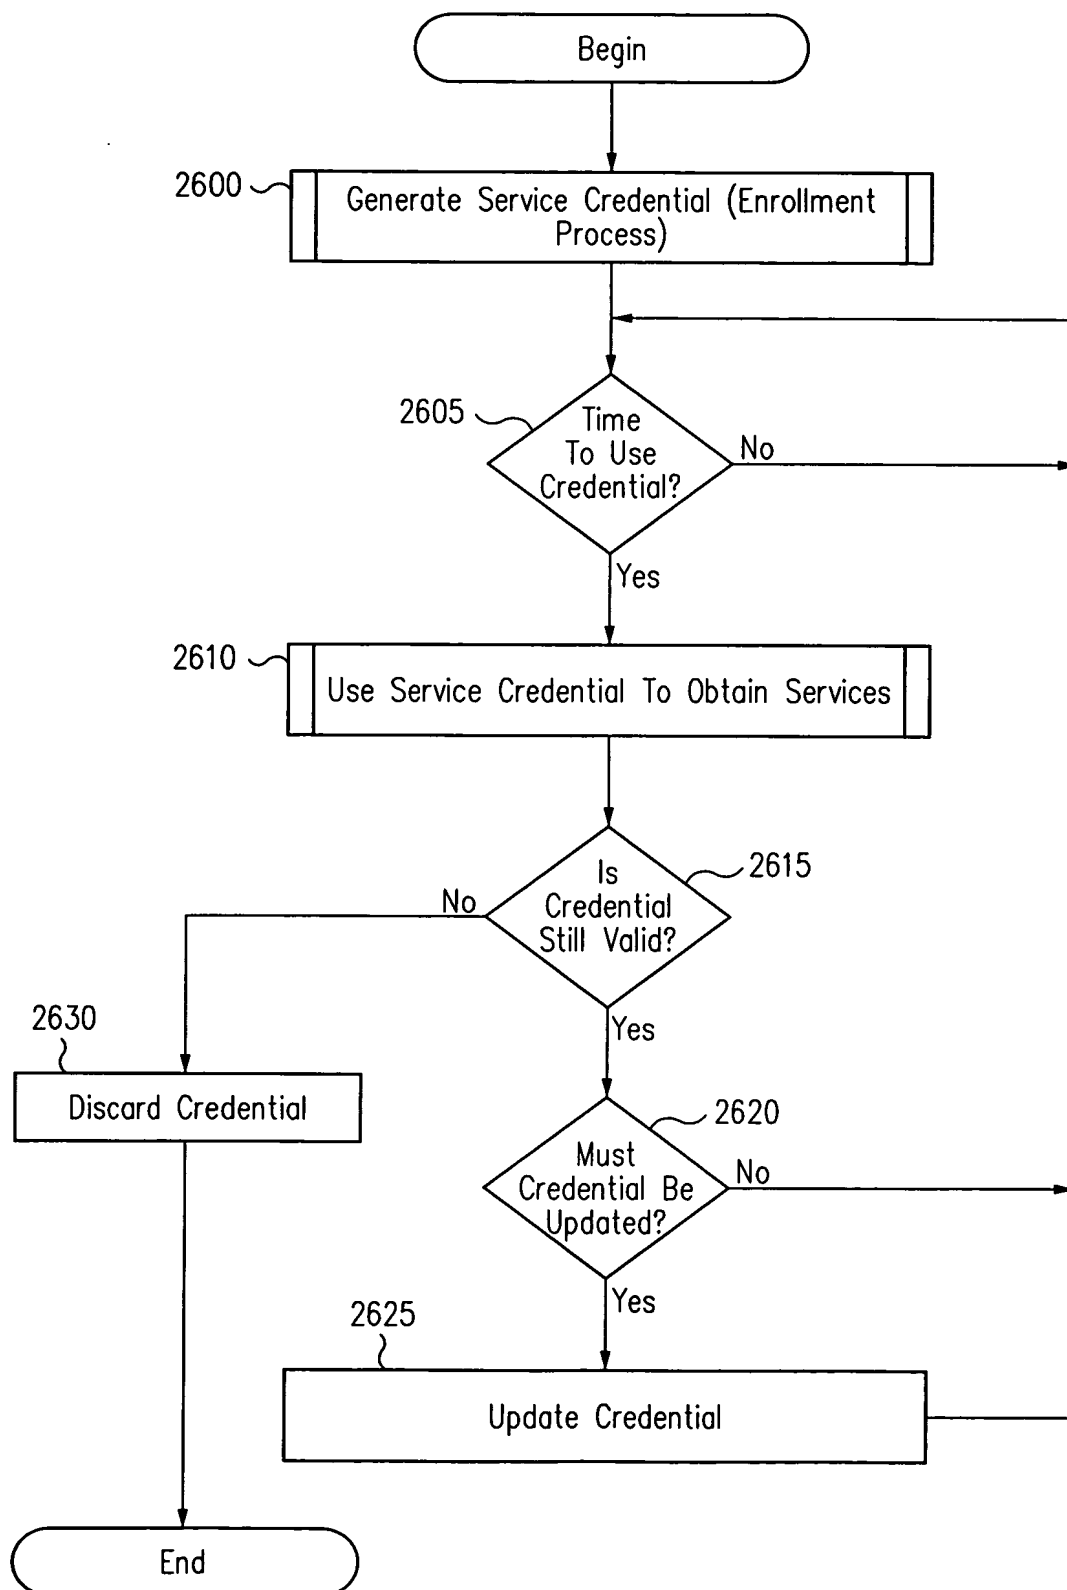 Begin
2600
Generate Service Credential (Enrollment
Process)
2605
Time
To Use
Credential?
No
Yes
2610
Use Service Credential To Obtain Services
2615
Is
Credential
Still Valid?
No
Yes
2630
Discard Credential
2620
Must
Credential Be
Updated?
No
Yes
2625
Update Credential
End